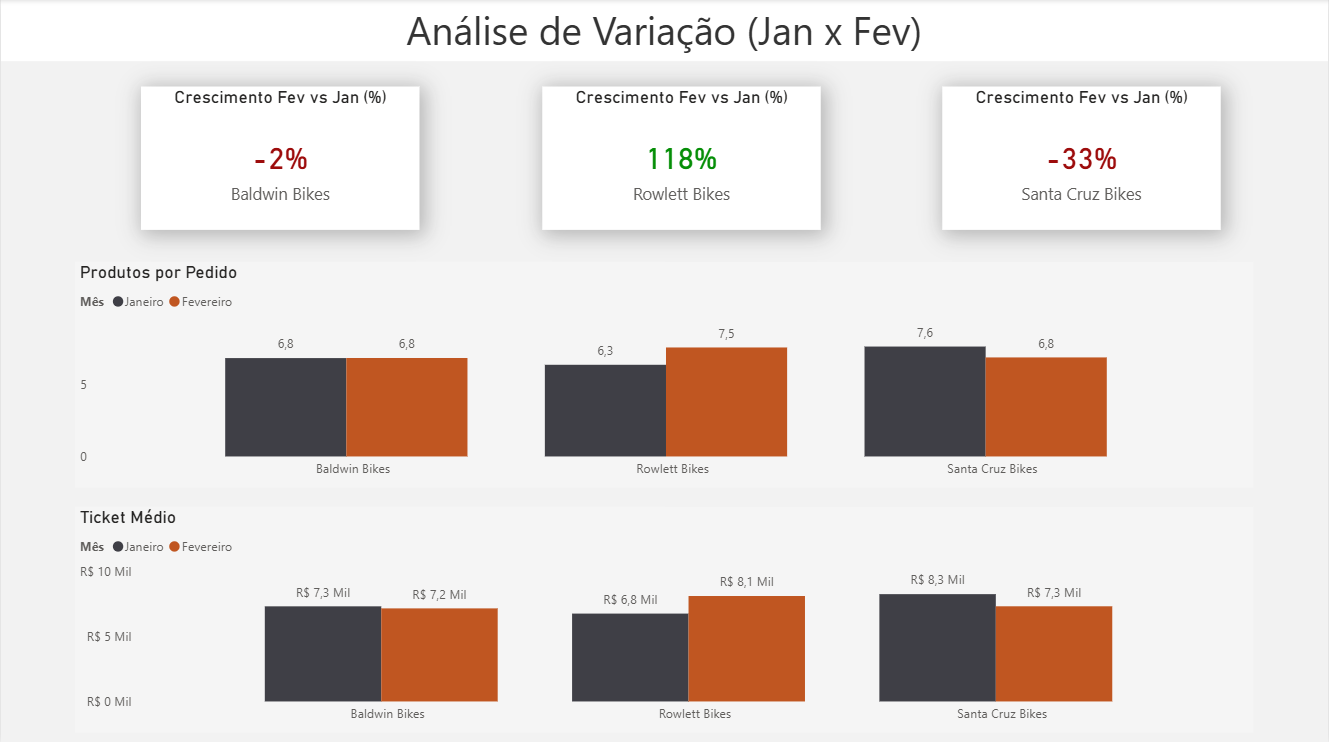 Análise de Variação (Jan x Fev)
Crescimento Fev vs Jan (%)
-2%
Baldwin Bikes
Crescimento Fev vs Jan (%)
118%
Rowlett Bikes
Crescimento Fev vs Jan (%)
-33%
Santa Cruz Bikes
Produtos por Pedido
Mês Janeiro Fevereiro
6,8 6,8 6,3 7,5 7,6 6,8
5
0
Baldwin Bikes Rowlett Bikes Santa Cruz Bikes
Ticket Médio
Mês Janeiro Fevereiro
R$ 10 Mil
R$ 7,3 Mil R$ 7,2 Mil R$ 6,8 Mil R$ 8,1 Mil R$ 8,3 Mil R$ 7,3 Mil
R$ 5 Mil
R$ 0 Mil
Baldwin Bikes Rowlett Bikes Santa Cruz Bikes